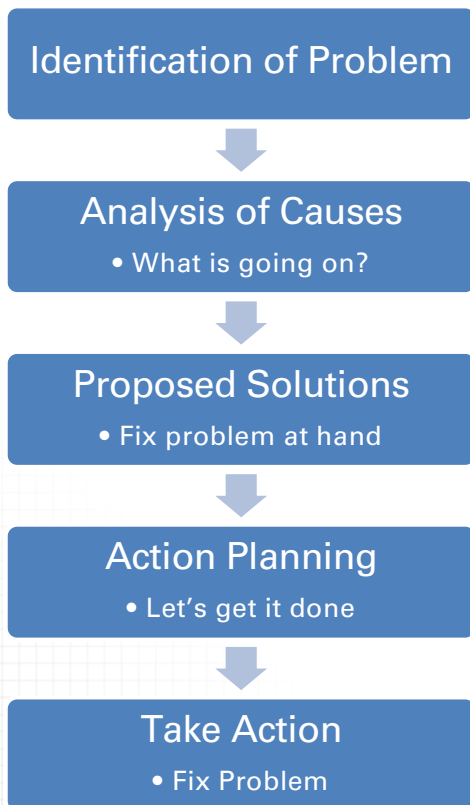 Identification of Problem
Analysis of Causes
• What is going on?
Proposed Solutions
• Fix problem at hand
Action Planning
• Let's get it done
Take Action
• Fix Problem